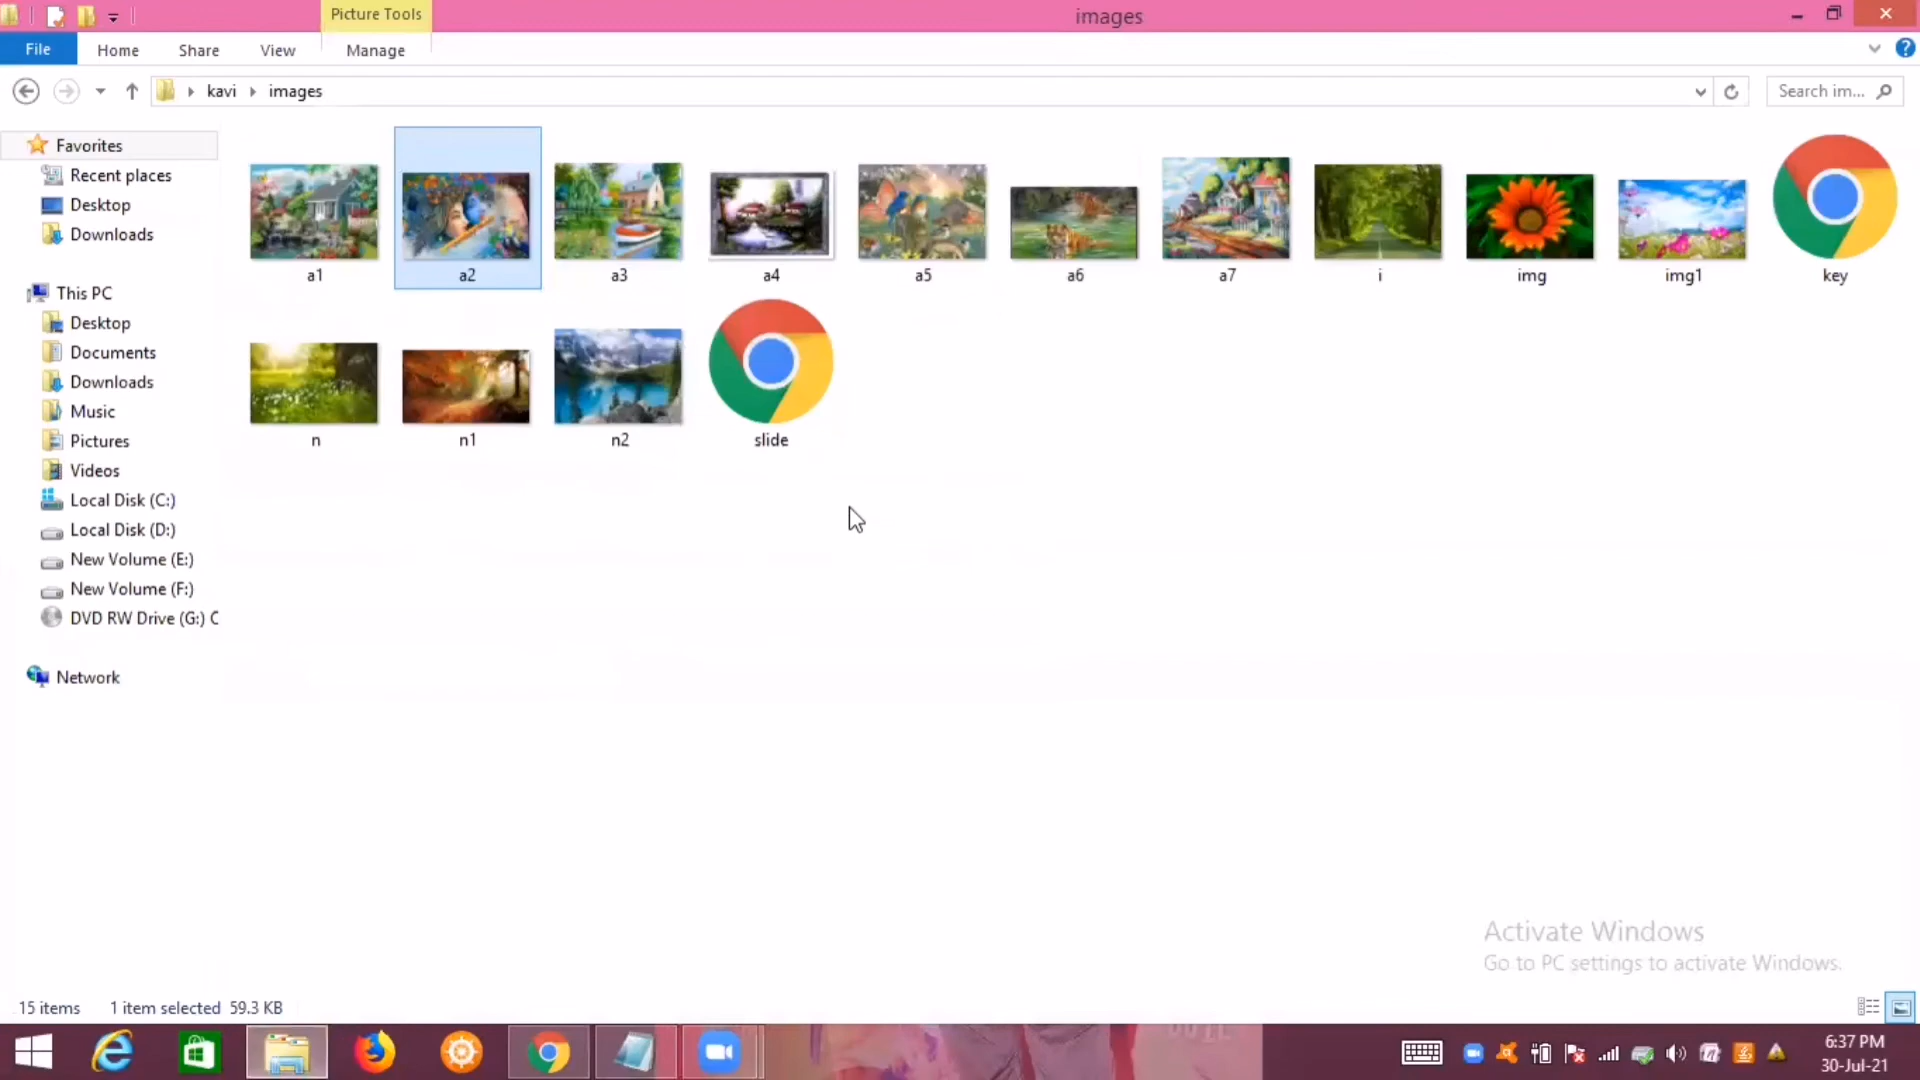 Picture Tools
images
File
Home
Share
View
Manage
kavi
images
Search im...
Favorites
Recent places
Desktop
Downloads
This PC
Desktop
Documents
Downloads
Music
Pictures
Videos
Local Disk (C:)
Local Disk (D:)
New Volume (E:)
New Volume (F:)
DVD RW Drive (G:) C
Network
a1
a2
a3
a4
a5
a6
a7
i
img
img1
key
n
n1
n2
slide
Activate Windows
Go to PC settings to activate Windows.
15 items
1 item selected 59.3 KB
6:37 PM
30-Jul-21